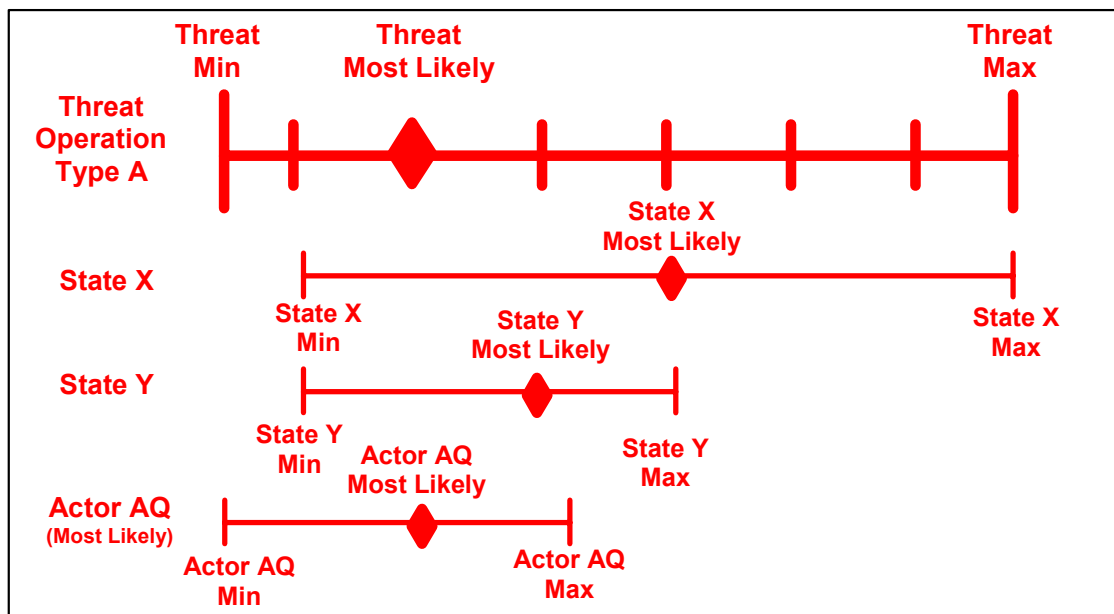 Threat
Min
Threat
Most Likely
Threat
Max
Threat
Operation
Type A
State X
Most Likely
State X
State X
Min
State X
Max
State Y
Most Likely
State Y
State Y
Min
State Y
Max
Actor AQ
Most Likely
Actor AQ
(Most Likely)
Actor AQ
Min
Actor AQ
Max